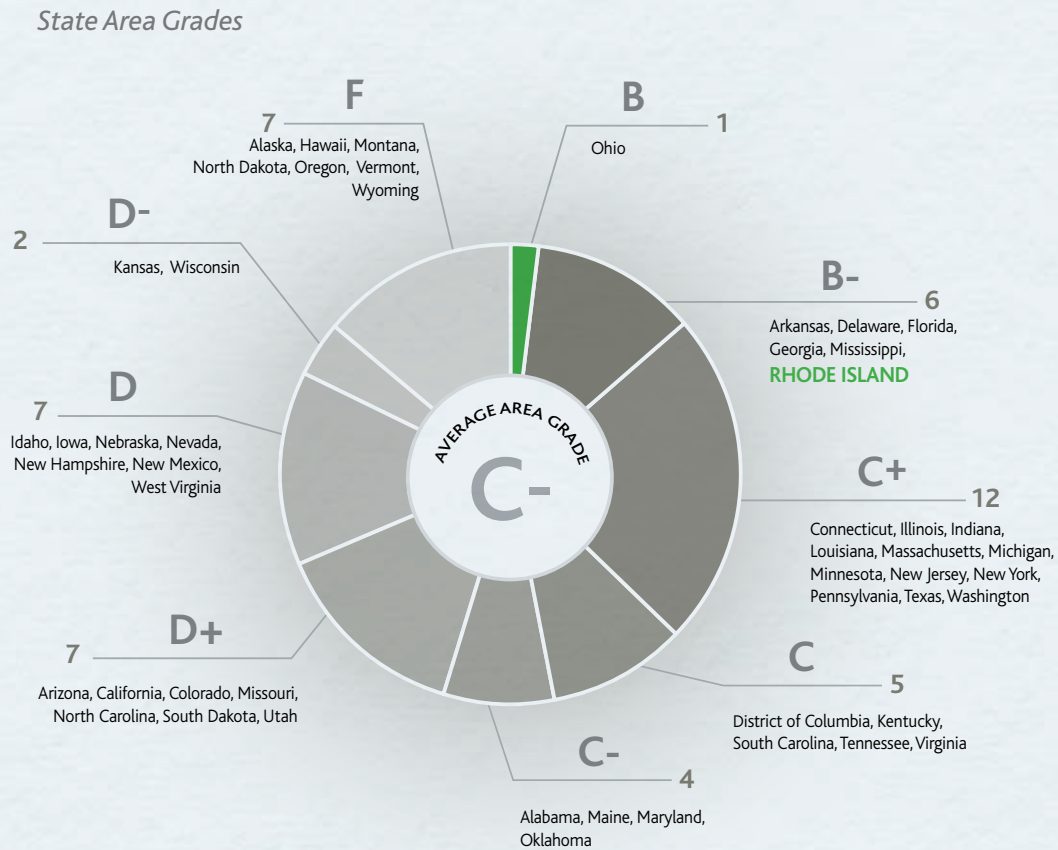 State Area Grades
F
7
Alaska, Hawaii, Montana,
North Dakota, Oregon, Vermont,
Wyoming
B
1
Ohio
D-
2
Kansas, Wisconsin
B-
6
Arkansas, Delaware, Florida,
Georgia, Mississippi,
RHODE ISLAND
D
7
Idaho, Iowa, Nebraska, Nevada,
New Hampshire, New Mexico,
West Virginia
AVERAGE AREA GRADE
C-
C+
12
Connecticut, Illinois, Indiana,
Louisiana, Massachusetts, Michigan,
Minnesota, New Jersey, New York,
Pennsylvania, Texas, Washington
D+
7
Arizona, California, Colorado, Missouri,
North Carolina, South Dakota, Utah
C
5
District of Columbia, Kentucky,
South Carolina, Tennessee, Virginia
C-
4
Alabama, Maine, Maryland,
Oklahoma